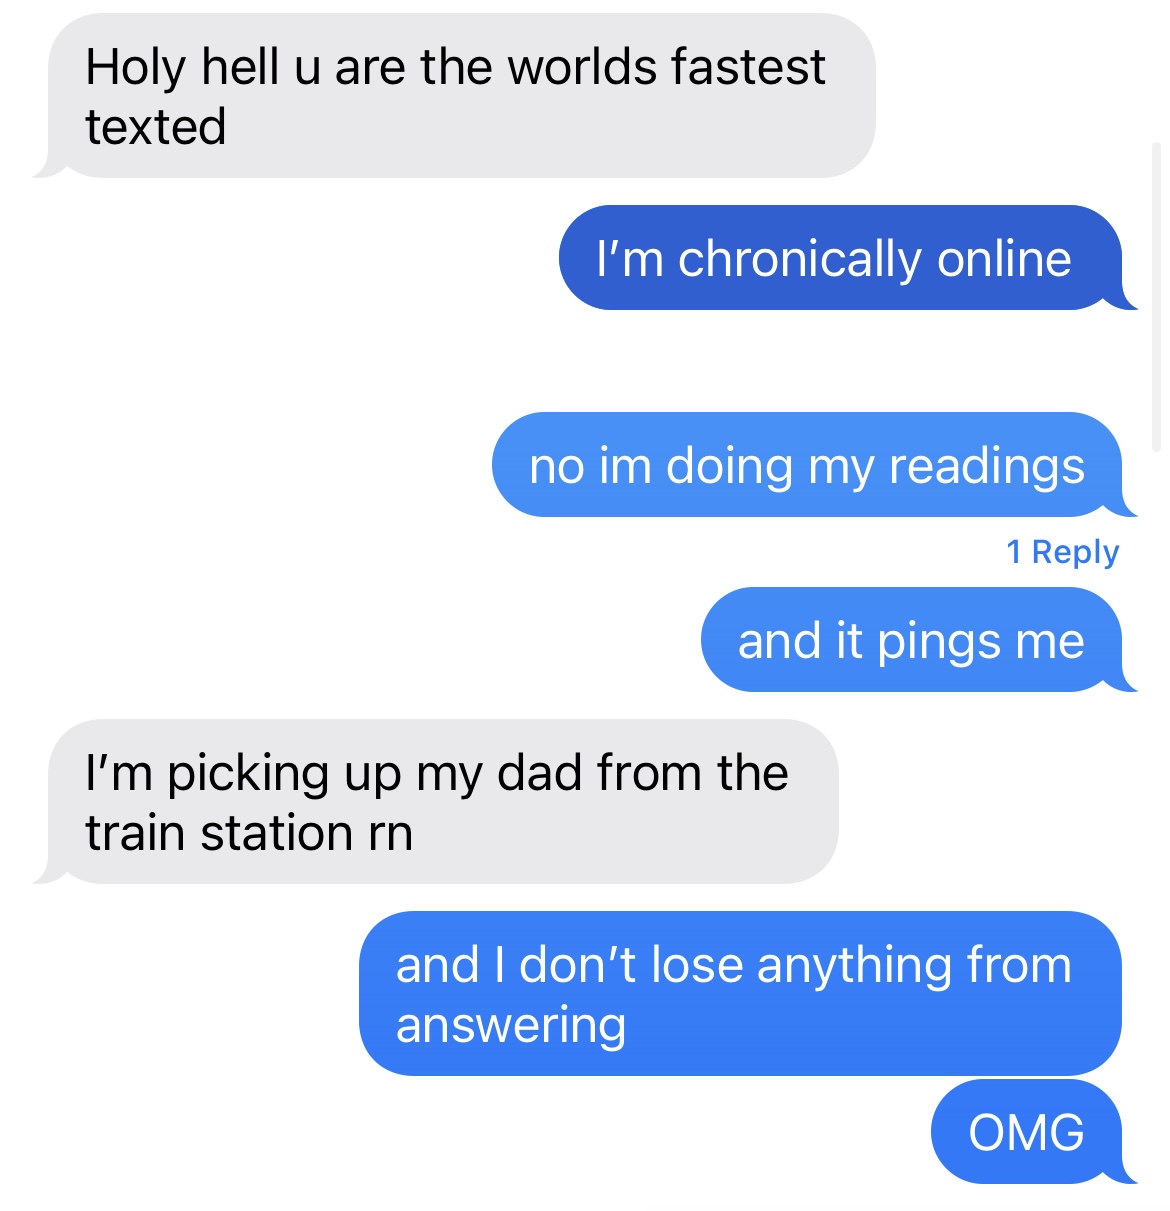 Holy hell u are the worlds fastest
texted
I’m chronically online
no im doing my readings
1 Reply
and it pings me
I’m picking up my dad from the
train station rn
and I don’t lose anything from
answering
OMG